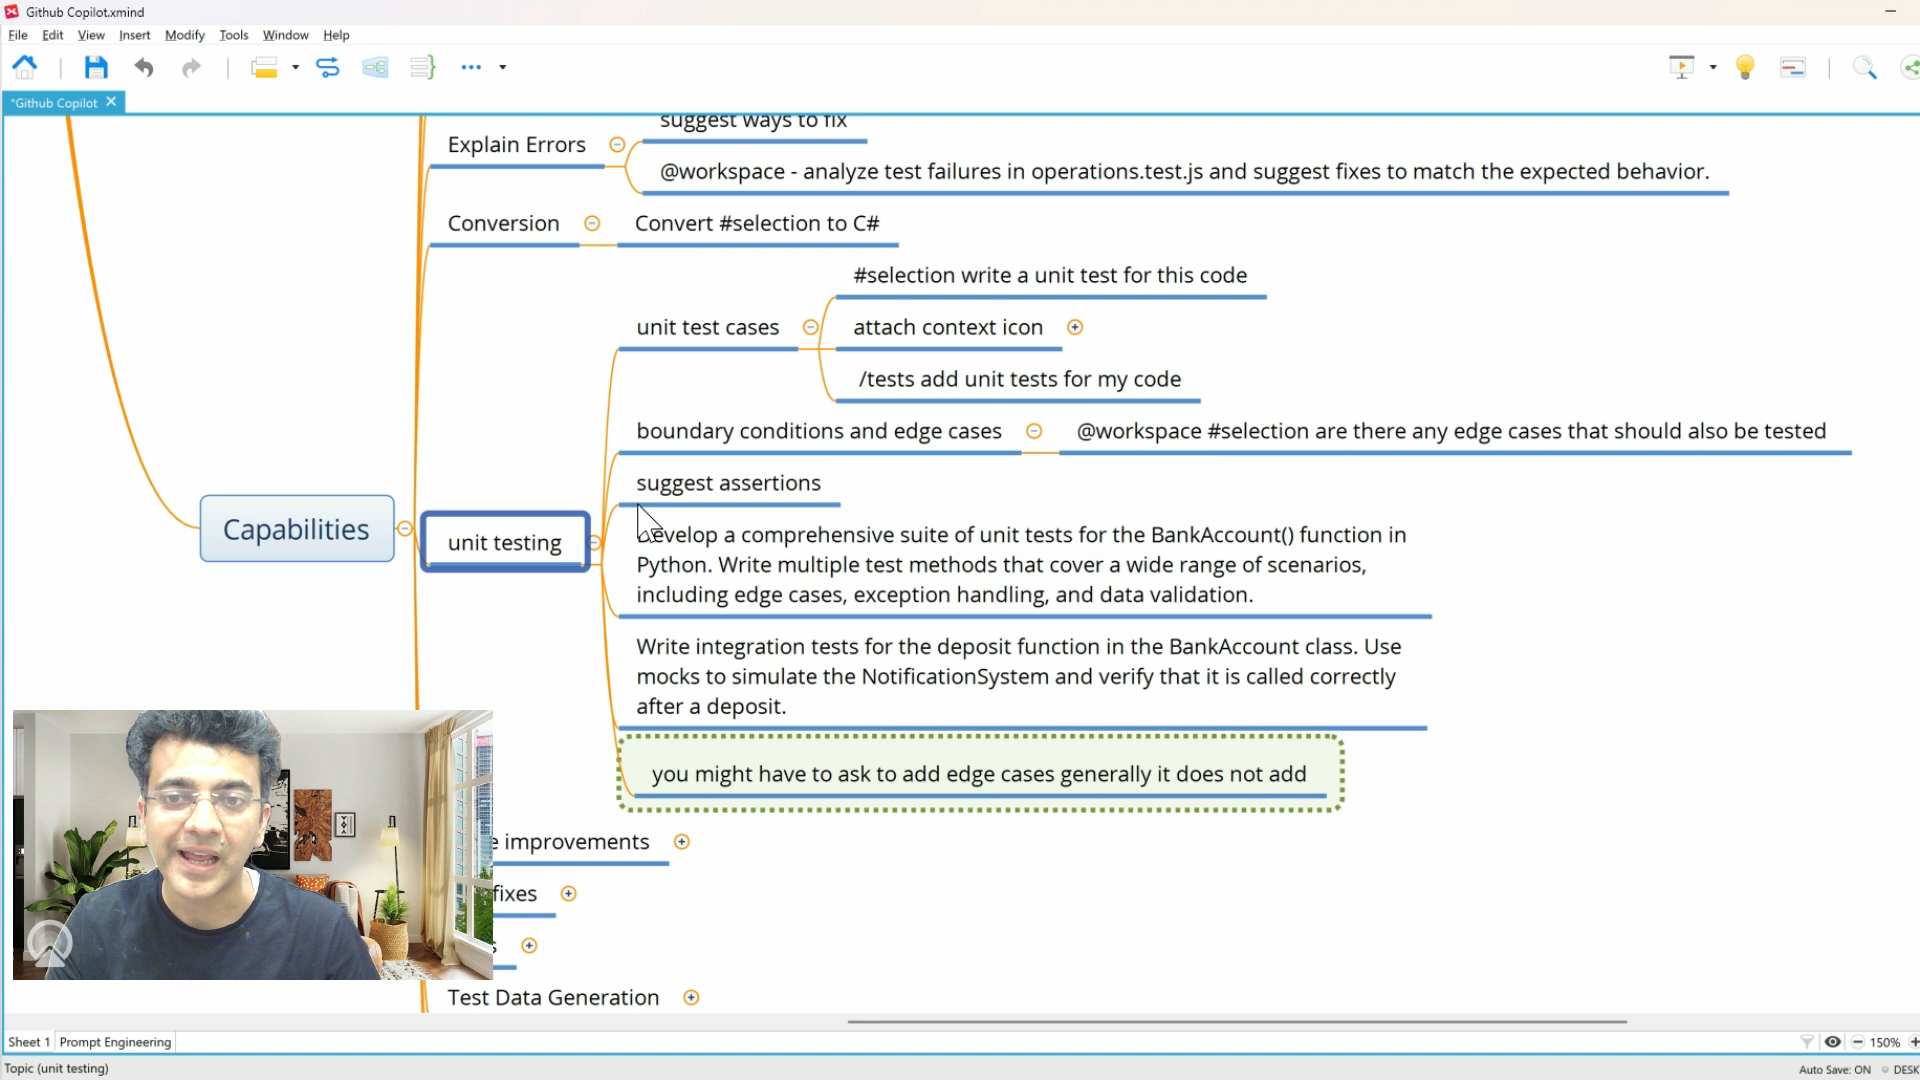 Github Copilot.xmind
File Edit View Insert Modify Tools Window Help
*Github Copilot
suggest ways to fix
Explain Errors
@workspace - analyze test failures in operations.test.js and suggest fixes to match the expected behavior.
Conversion
Convert #selection to C#
#selection write a unit test for this code
unit test cases
attach context icon
/tests add unit tests for my code
boundary conditions and edge cases
@workspace #selection are there any edge cases that should also be tested
suggest assertions
Capabilities
unit testing
Develop a comprehensive suite of unit tests for the BankAccount() function in
Python. Write multiple test methods that cover a wide range of scenarios,
including edge cases, exception handling, and data validation.
Write integration tests for the deposit function in the BankAccount class. Use
mocks to simulate the NotificationSystem and verify that it is called correctly
after a deposit.
you might have to ask to add edge cases generally it does not add
e improvements
fixes
s
Test Data Generation
Sheet 1 Prompt Engineering
150%
Topic (unit testing)
Auto Save: ON
DESK